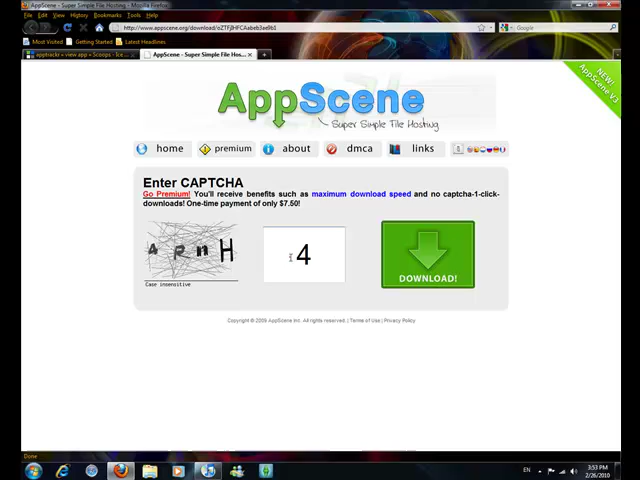 AppScene - Super Simple File Hosting - Mozilla Firefox
File Edit View History Bookmarks Tools Help
Google
Most Visited Getting Started Latest Headlines
AppScene - Super Simple File Hos...
AppScene
Super Simple File Hosting
NEW!
AppScene V3
home premium about dmca links
Enter CAPTCHA
Go Premium! You'll receive benefits such as maximum download speed and no captcha-1-click-
downloads! One-time payment of only $7.50!
4
Case insensitive
DOWNLOAD!
Copyright © 2009 AppScene Inc. All rights reserved. | Terms of Use | Privacy Policy
Done
EN
3:53 PM
2/26/2010